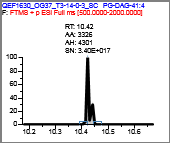 QEF1630_OG37_T3-14-0-3_SC PG-DAG-41:4
F: FTMS + p ESI Full ms [500.0000-2000.0000]
RT: 10.42
AA: 3326
AH: 4301
SN: 3.40E+017
100
80
60
40
20
0
10.2 10.3 10.4 10.5 10.6